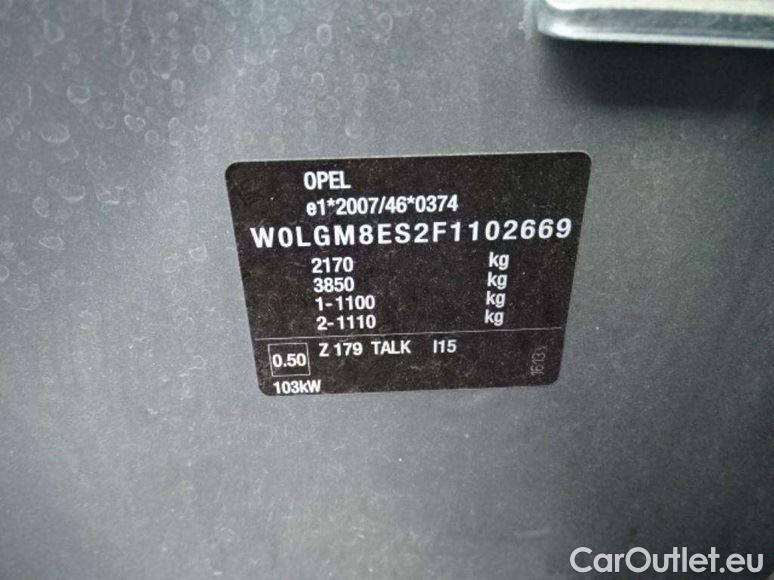 OPEL
e1*2007/46*0374
W0LGM8ES2F1102669
2170 kg
3850 kg
1-1100 kg
2-1110 kg
0.50 Z 179 TALK I15
103kW
1613
CarOutlet.eu